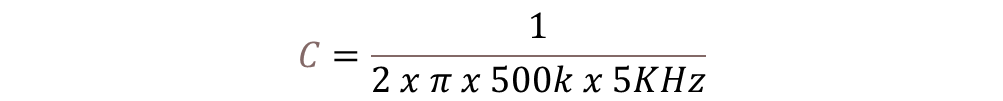 C = 1 / 2 x π x 500k x 5KHz